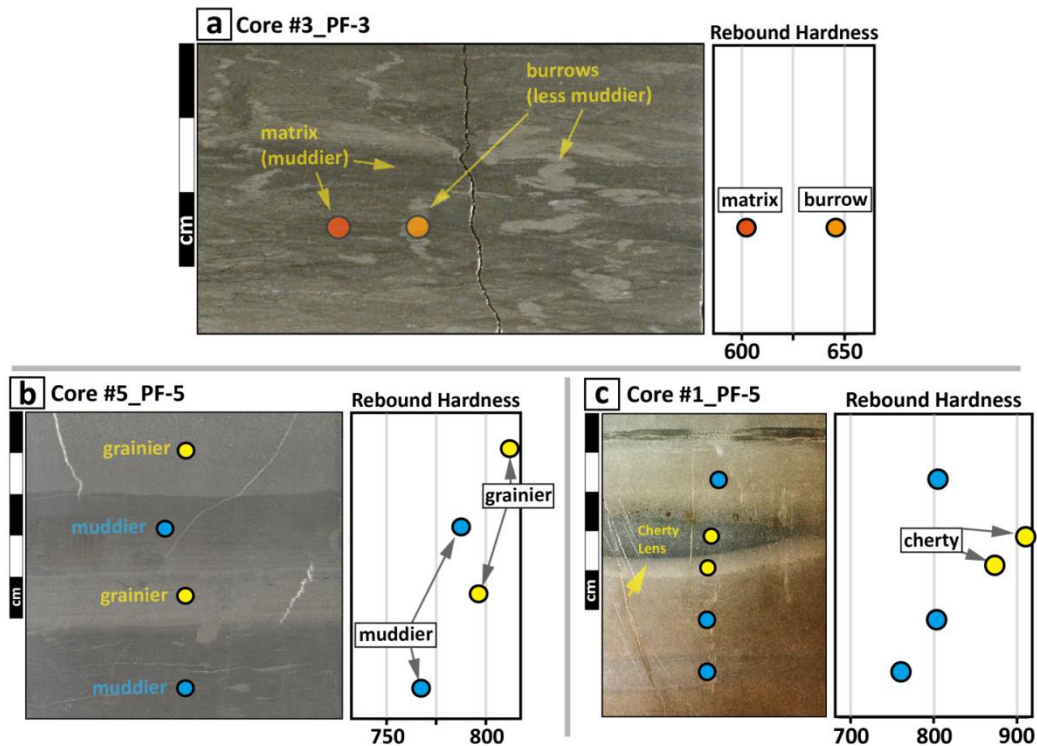 a Core #3_PF-3
Rebound Hardness
burrows
(less muddier)
matrix
(muddier)
matrix
burrow
cm
600
650
b Core #5_PF-5
Rebound Hardness
grainier
grainier
muddier
grainier
muddier
muddier
cm
750
800
c Core #1_PF-5
Rebound Hardness
Cherty
Lens
cherty
cm
700
800
900